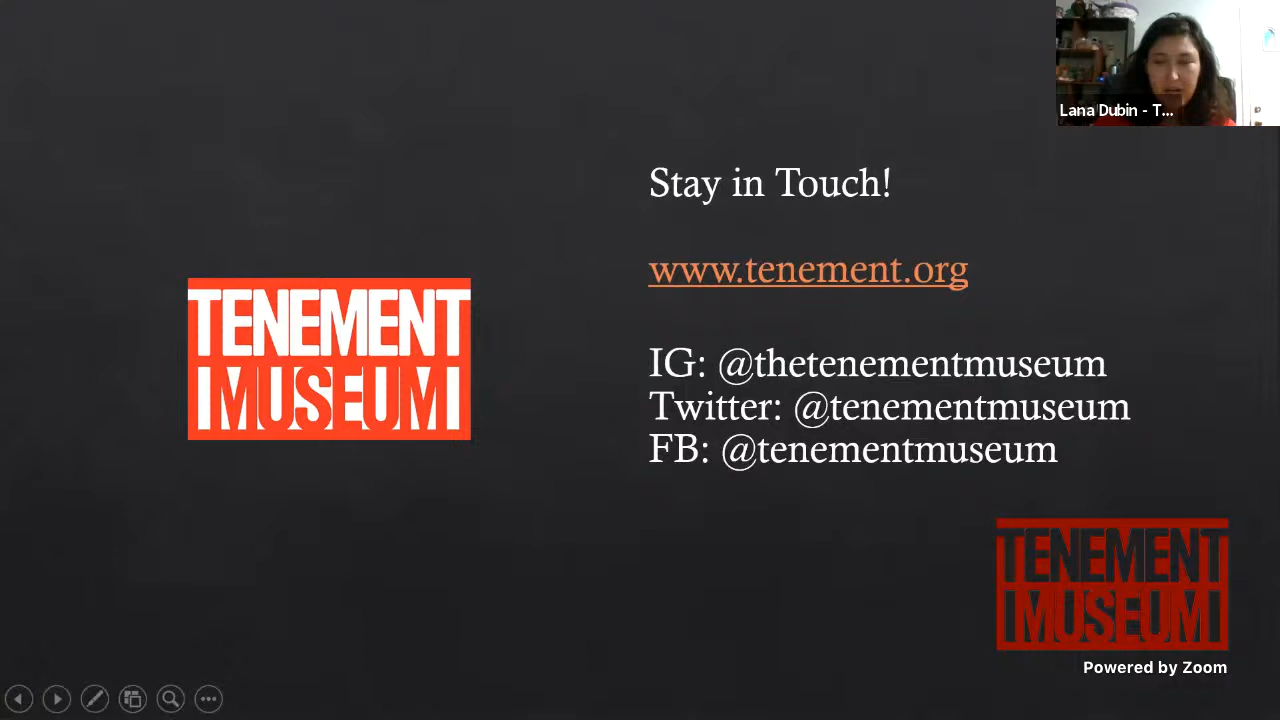 Lana Dubin - T...
Stay in Touch!
www.tenement.org
TENEMENT
MUSEUM
IG: @thetenementmuseum
Twitter: @tenementmuseum
FB: @tenementmuseum
TENEMENT
MUSEUM
Powered by Zoom